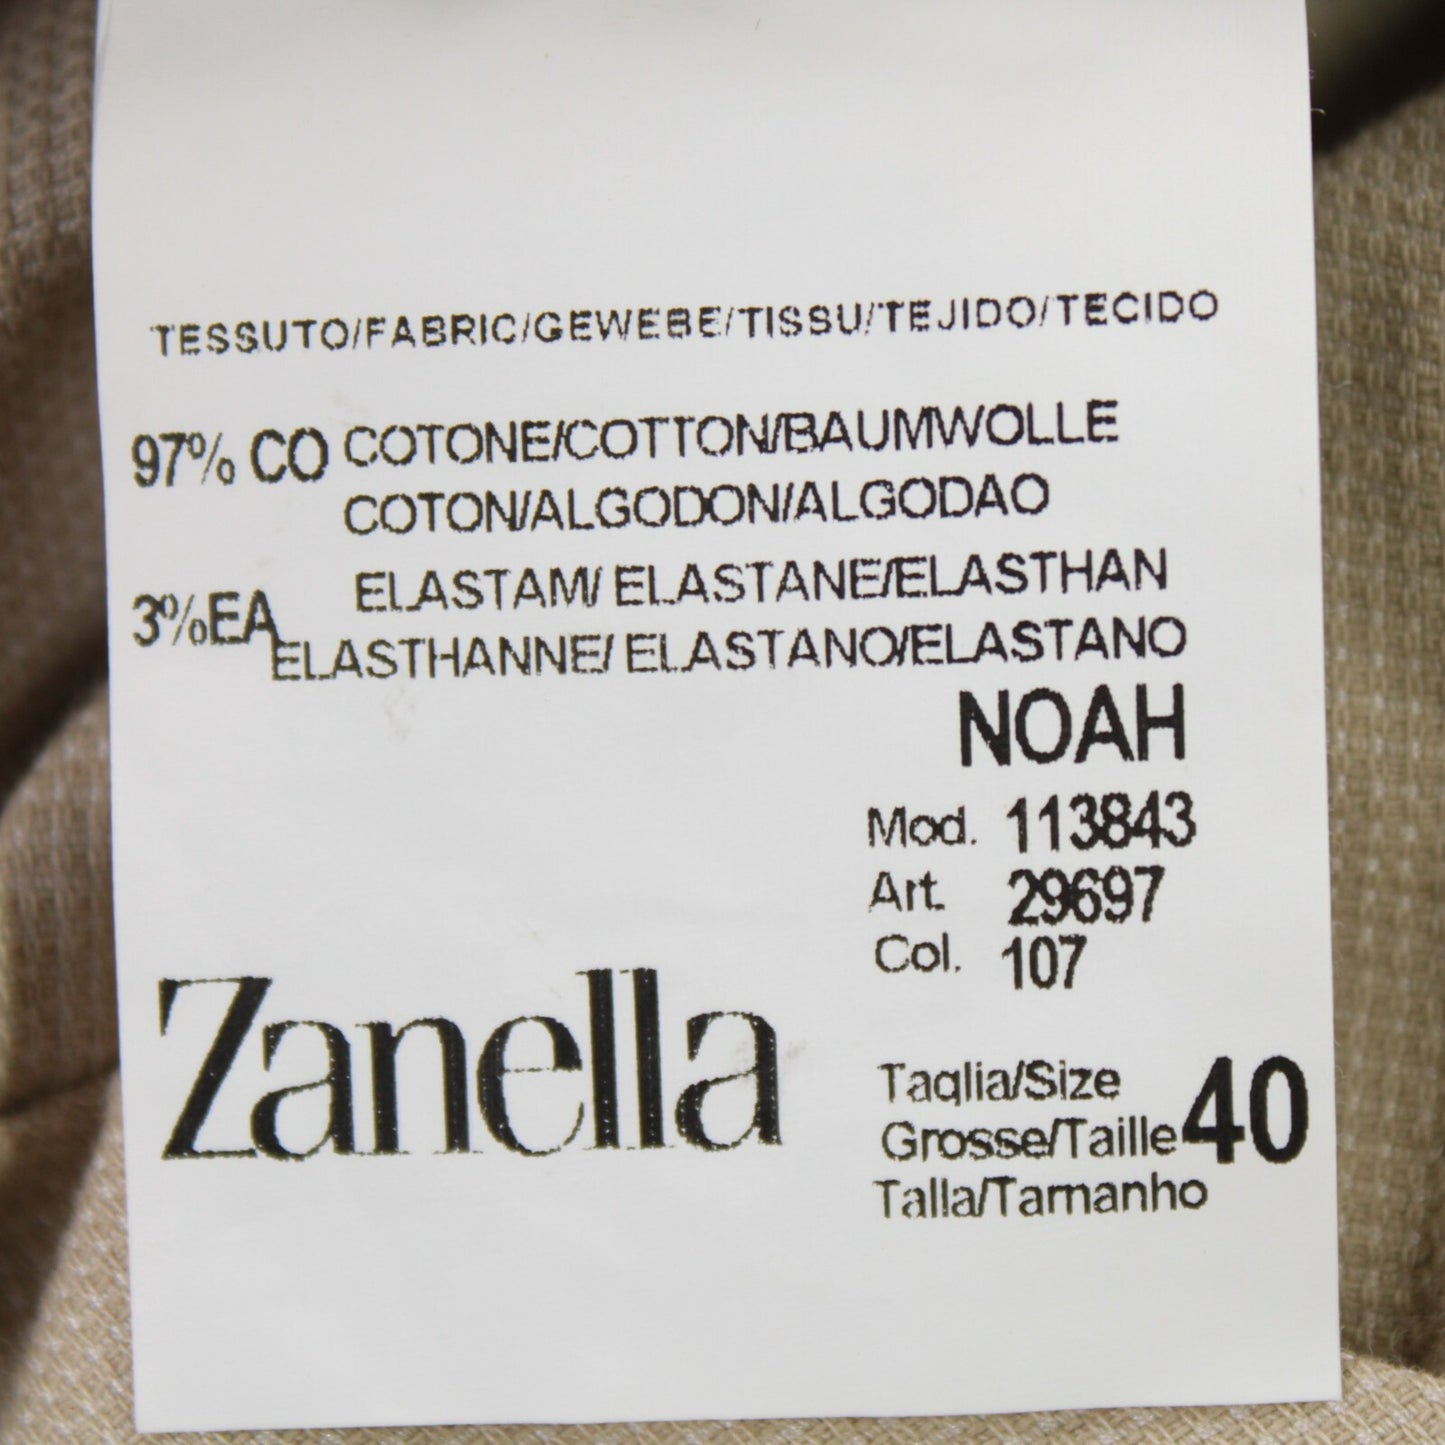 TESSUTO/FABRIC/GEWEBE/TISSU/TEJIDO/TECIDO
97% CO COTONE/COTTON/BAUMWOLLE
COTON/ALGODON/ALGODAO
3%EA ELASTAM/ ELASTANE/ELASTHAN
ELASTHANNE/ ELASTANO/ELASTANO
NOAH
Mod. 113843
Art. 29697
Col. 107
Zanella
Taglia/Size
Grosse/Taille 40
Talla/Tamanho